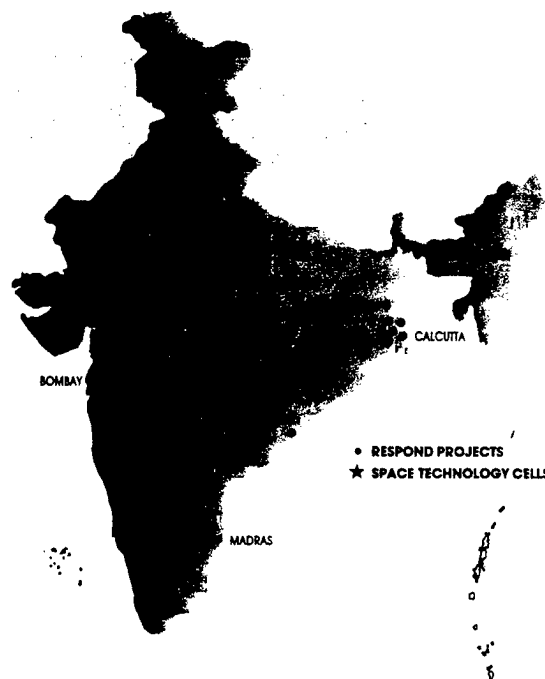 CALCUTTA
BOMBAY
● RESPOND PROJECTS
★ SPACE TECHNOLOGY CELLS
MADRAS